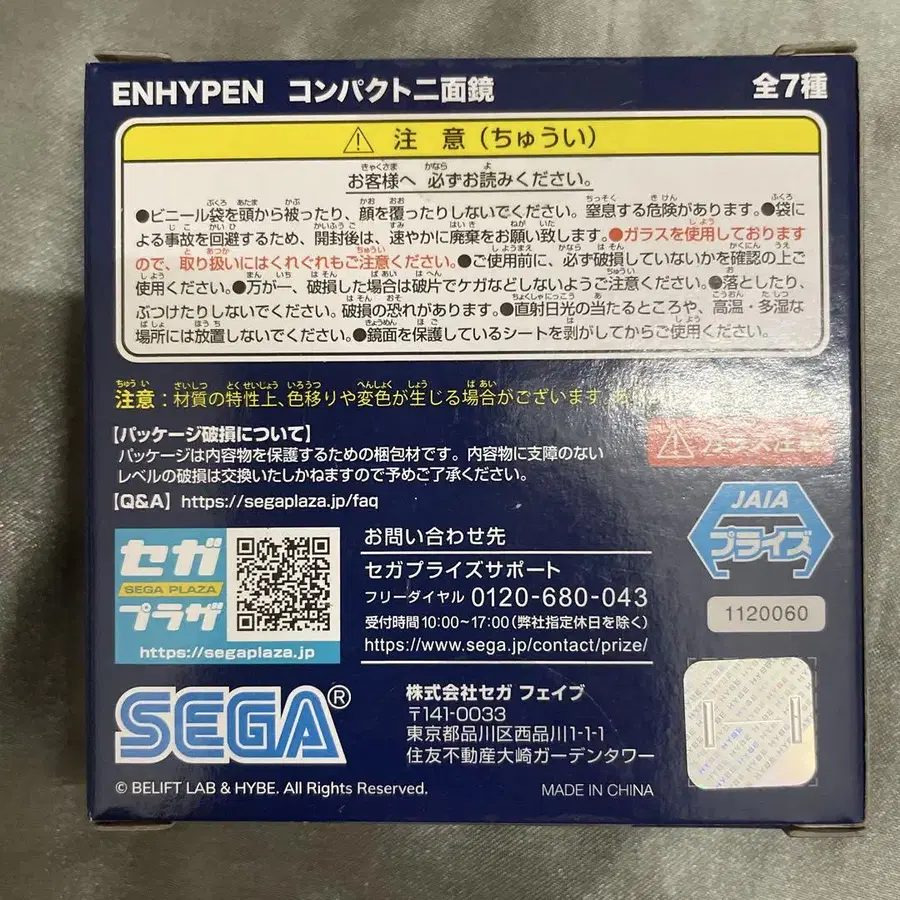 ENHYPEN コンパクト二面鏡
全7種
⚠ 注 意 (ちゅうい)
お客様へ 必ずお読みください。
●ビニール袋を頭から被ったり、顔を覆ったりしないでください。窒息する危険があります。●袋に
よる事故を回避するため、開封後は、速やかに廃棄をお願い致します。●ガラスを使用しております
ので、取り扱いにはくれぐれもご注意ください。●ご使用前に、必ず破損していないかを確認の上ご
使用ください。●万が一、破損した場合は破片でケガなどしないようご注意ください。●落としたり、
ぶつけたりしないでください。破損の恐れがあります。●直射日光の当たるところや、高温・多湿な
場所には放置しないでください。●鏡面を保護しているシートを剥がしてからご使用ください。
注意:材質の特性上、色移りや変色が生じる場合がございます。
【パッケージ破損について】
パッケージは内容物を保護するための梱包材です。内容物に支障のない
レベルの破損は交換いたしかねますので予めご了承ください。
【Q&A】https://segaplaza.jp/faq
注意
JAIA
プライズ
セガ
SEGA PLAZA
プラザ
https://segaplaza.jp
お問い合わせ先
セガプライズサポート
フリーダイヤル 0120-680-043
受付時間 10:00~17:00(弊社指定休日を除く)
https://www.sega.jp/contact/prize/
1120060
SEGA®
株式会社セガ フェイブ
〒141-0033
東京都品川区西品川1-1-1
住友不動産大崎ガーデンタワー
© BELIFT LAB & HYBE. All Rights Reserved.
MADE IN CHINA
HYBE